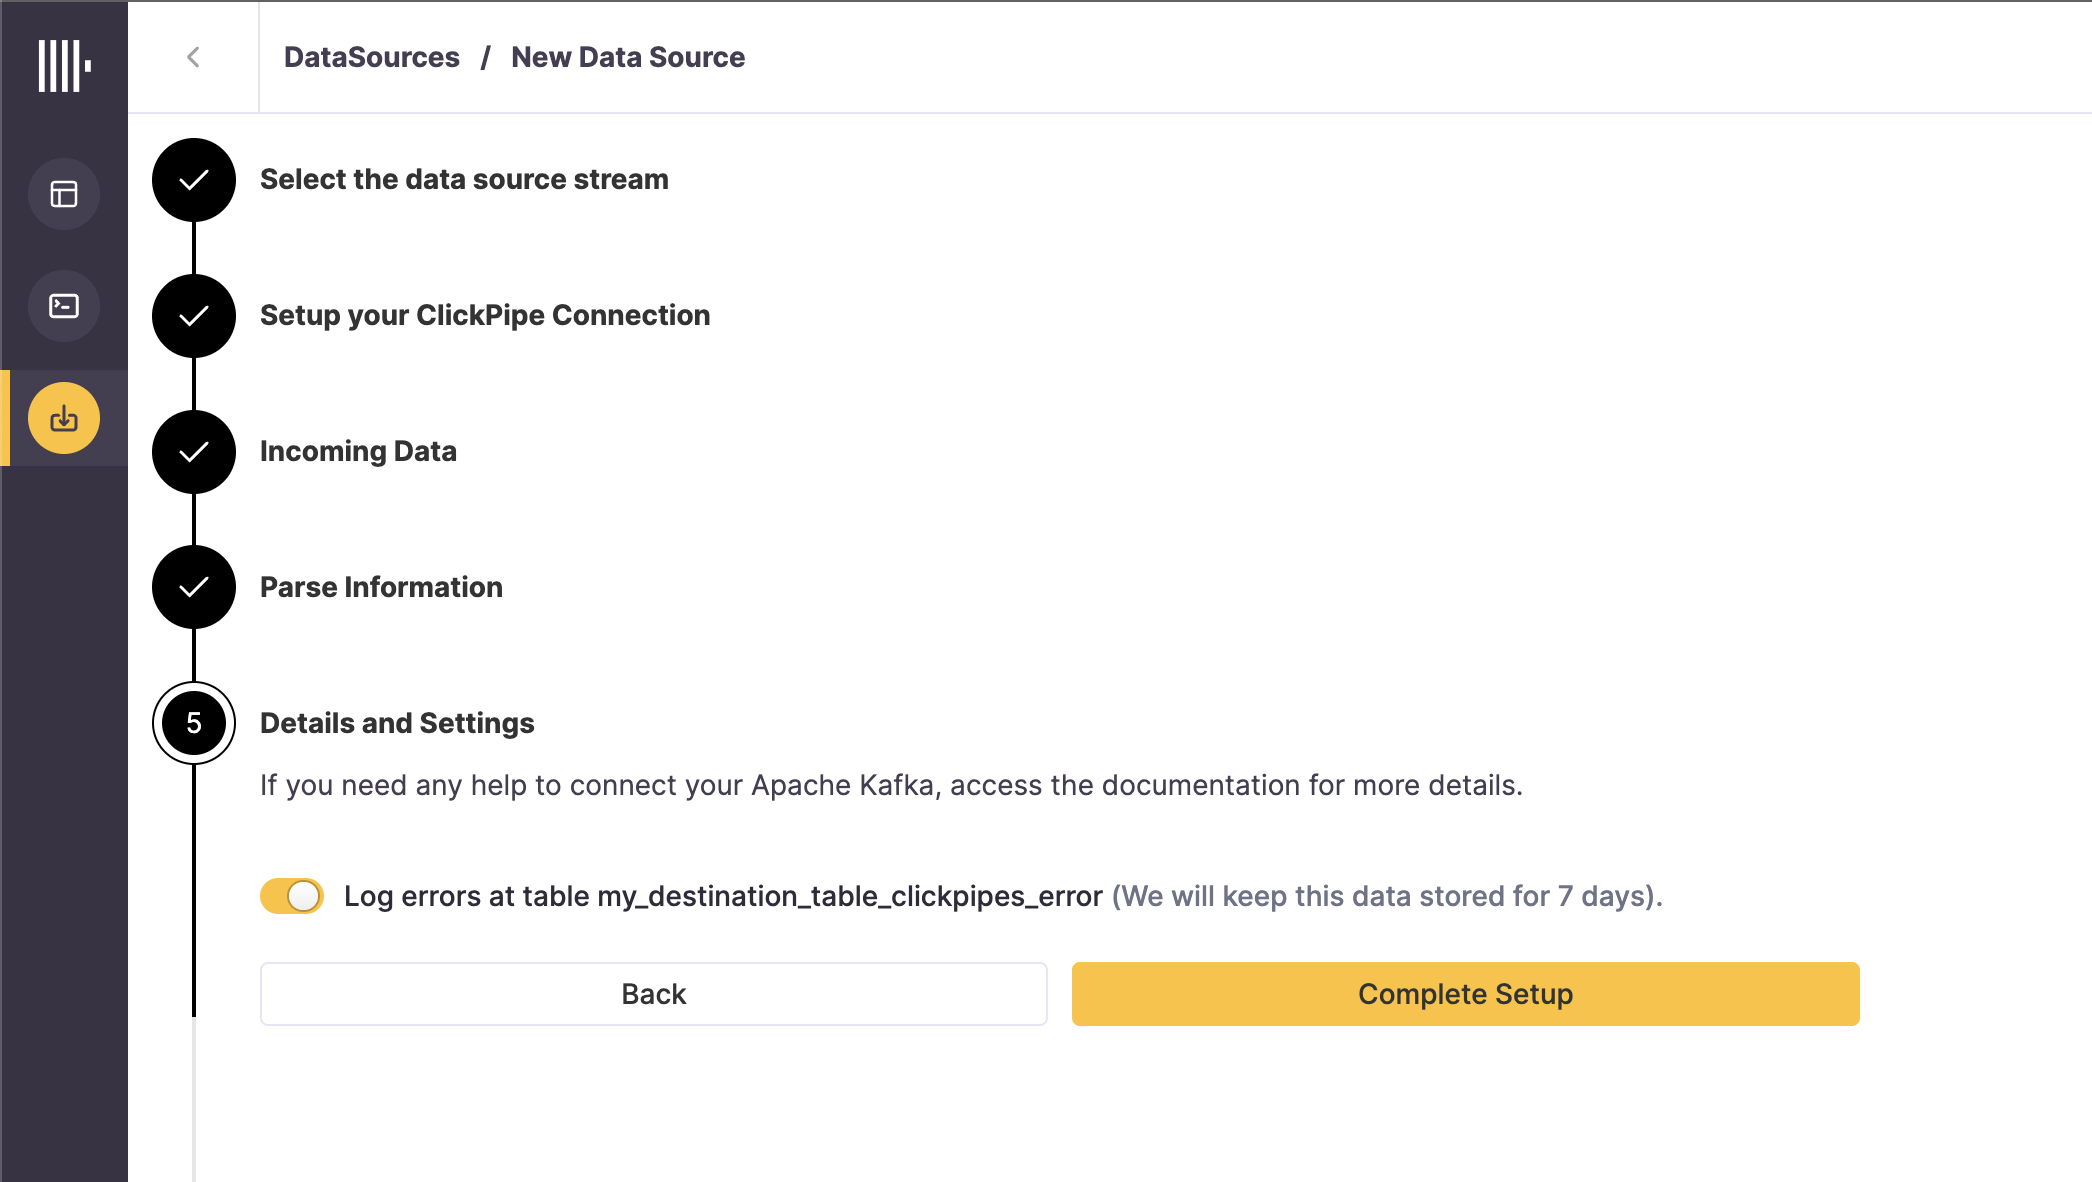 DataSources / New Data Source
Select the data source stream
Setup your ClickPipe Connection
Incoming Data
Parse Information
5 Details and Settings
If you need any help to connect your Apache Kafka, access the documentation for more details.
Log errors at table my_destination_table_clickpipes_error (We will keep this data stored for 7 days).
Back Complete Setup